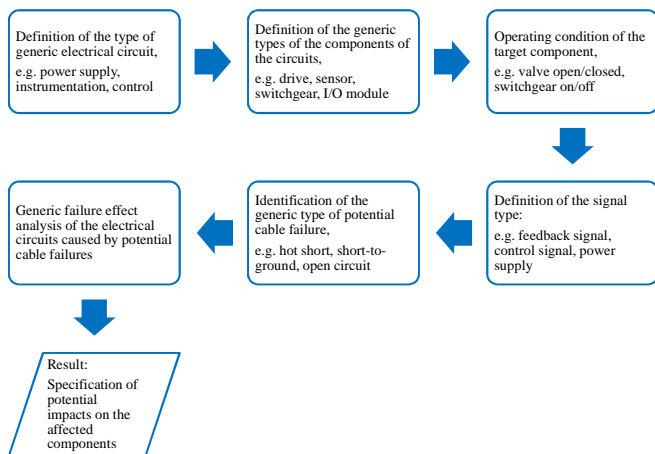 Definition of the type of
generic electrical circuit,
e.g. power supply,
instrumentation, control
Definition of the generic
types of the components of
the circuits,
e.g. drive, sensor,
switchgear, I/O module
Operating condition of the
target component,
e.g. valve open/closed,
switchgear on/off
Definition of the signal
type:
e.g. feedback signal,
control signal, power
supply
Identification of the
generic type of potential
cable failure,
e.g. hot short, short-to-
ground, open circuit
Generic failure effect
analysis of the electrical
circuits caused by potential
cable failures
Result:
Specification of
potential
impacts on the
affected
components